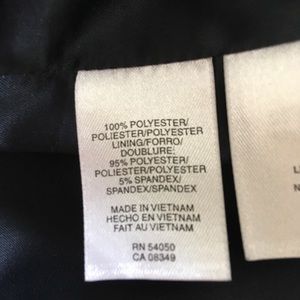 100% POLYESTER/
POLIESTER/POLYESTER
LINING/FORRO/
DOUBLURE:
95% POLYESTER/
POLIESTER/POLYESTER
5% SPANDEX/
SPANDEX/SPANDEX
MADE IN VIETNAM
HECHO EN VIETNAM
FAIT AU VIETNAM
RN 54050
CA 08349